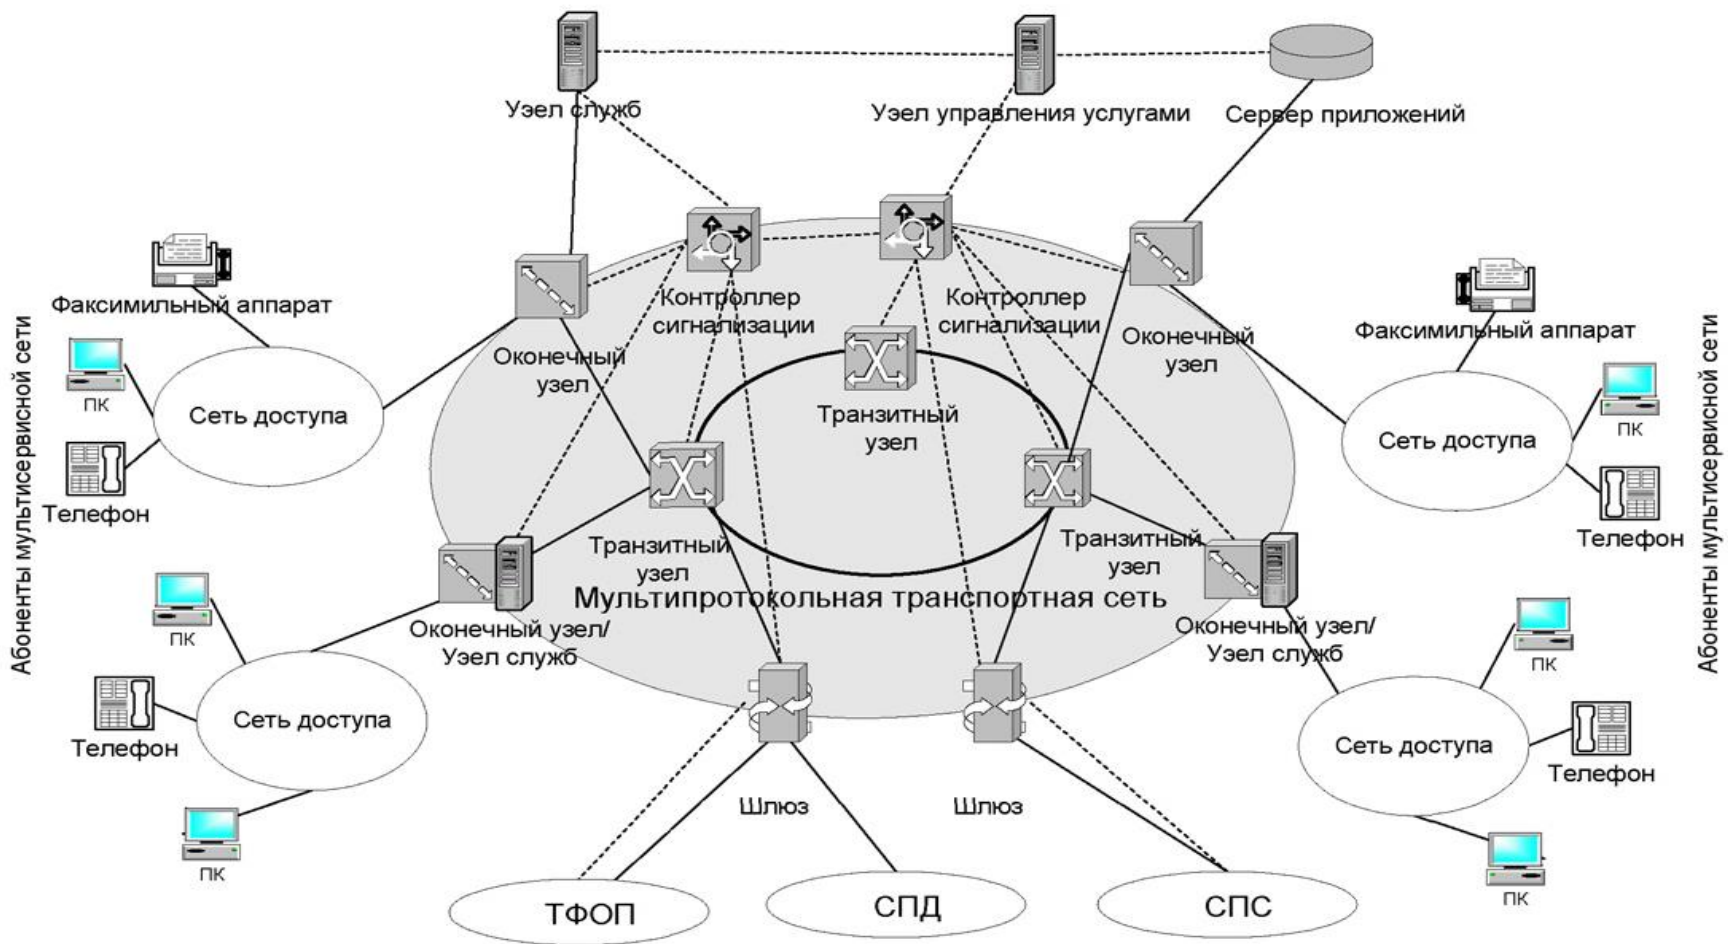 Узел служб
Узел управления услугами
Сервер приложений
Контроллер
сигнализации
Контроллер
сигнализации
Факсимильный аппарат
Факсимильный аппарат
Оконечный
узел
Оконечный
узел
Абоненты мультисервисной сети
Абоненты мультисервисной сети
ПК
Сеть доступа
Транзитный
узел
Сеть доступа
ПК
Телефон
Телефон
Транзитный
узел
Транзитный
узел
Мультипротокольная транспортная сеть
Оконечный узел/
Узел служб
Оконечный узел/
Узел служб
ПК
ПК
Сеть доступа
Сеть доступа
Телефон
Телефон
Шлюз
Шлюз
ПК
ПК
ТФОП
СПД
СПС